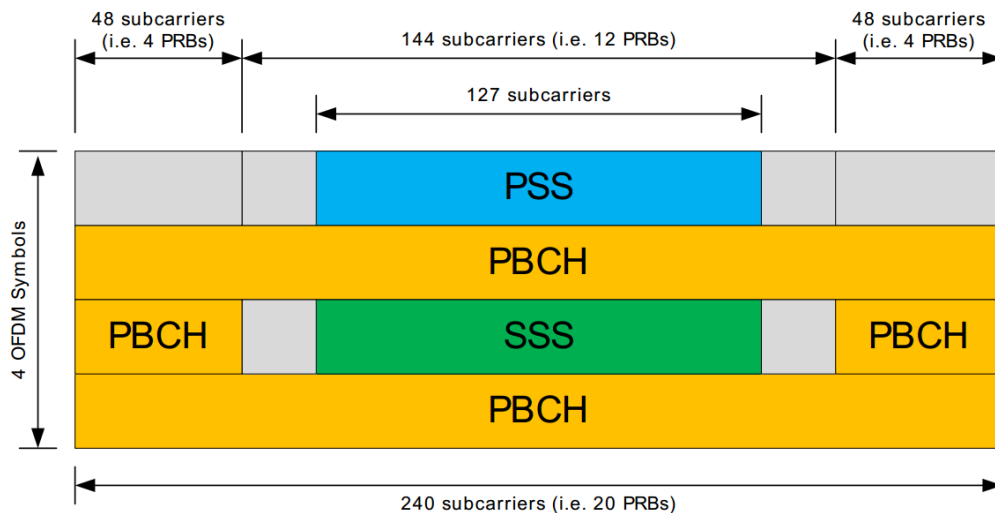 48 subcarriers
(i.e. 4 PRBs)
144 subcarriers (i.e. 12 PRBs)
48 subcarriers
(i.e. 4 PRBs)
127 subcarriers
4 OFDM Symbols
PSS
PBCH
PBCH
SSS
PBCH
PBCH
240 subcarriers (i.e. 20 PRBs)